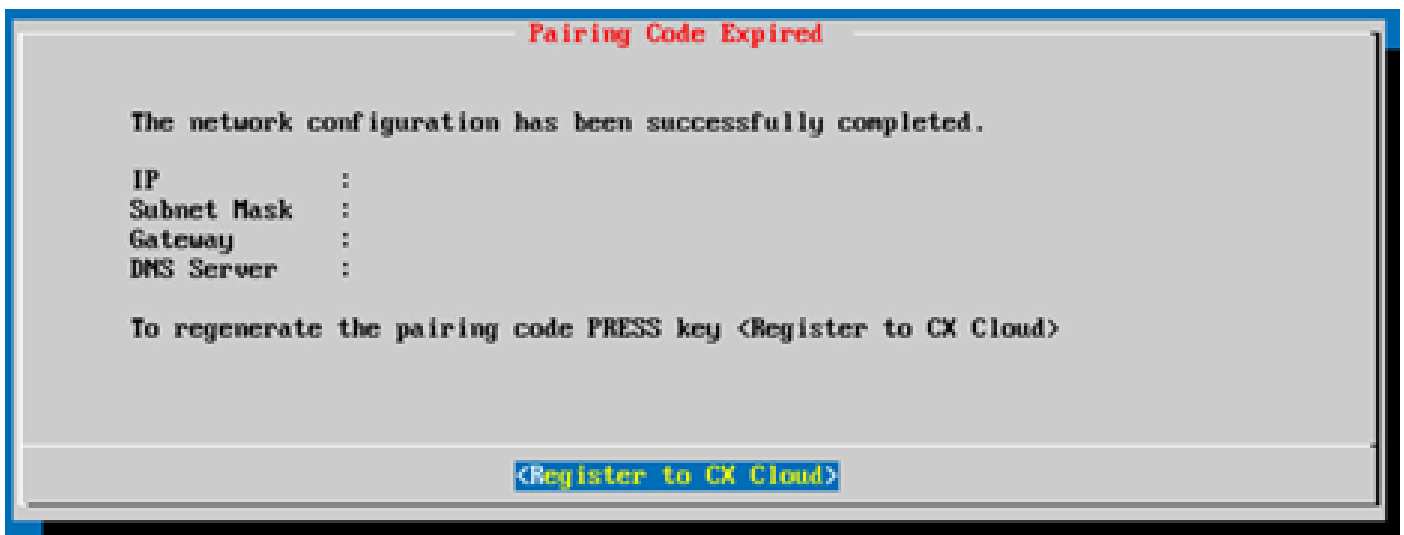 Pairing Code Expired
The network configuration has been successfully completed.
IP :
Subnet Mask :
Gateway :
DNS Server :
To regenerate the pairing code PRESS key <Register to CX Cloud>
<Register to CX Cloud>